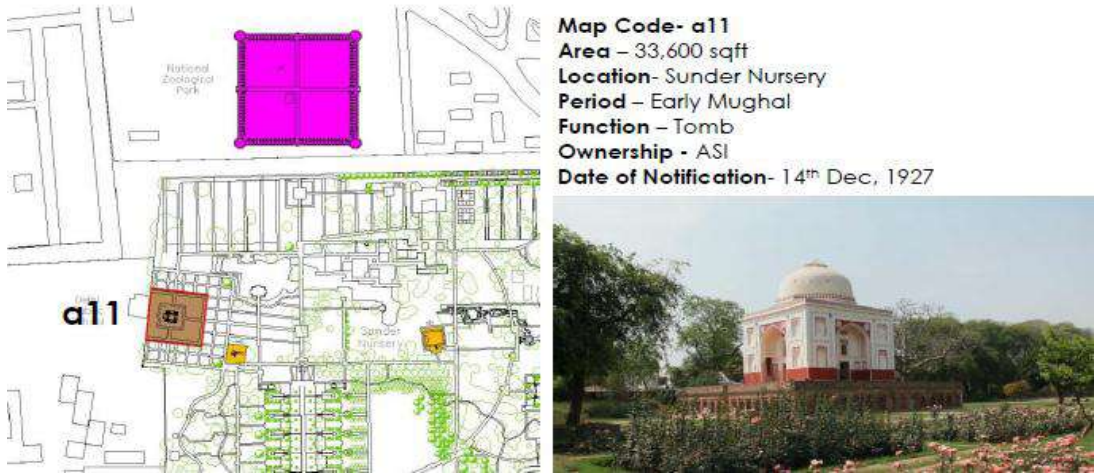 National
Zoological
Park
a11
Sunder
Nursery
Map Code- a11
Area – 33,600 sqft
Location- Sunder Nursery
Period – Early Mughal
Function – Tomb
Ownership - ASI
Date of Notification- 14th Dec, 1927